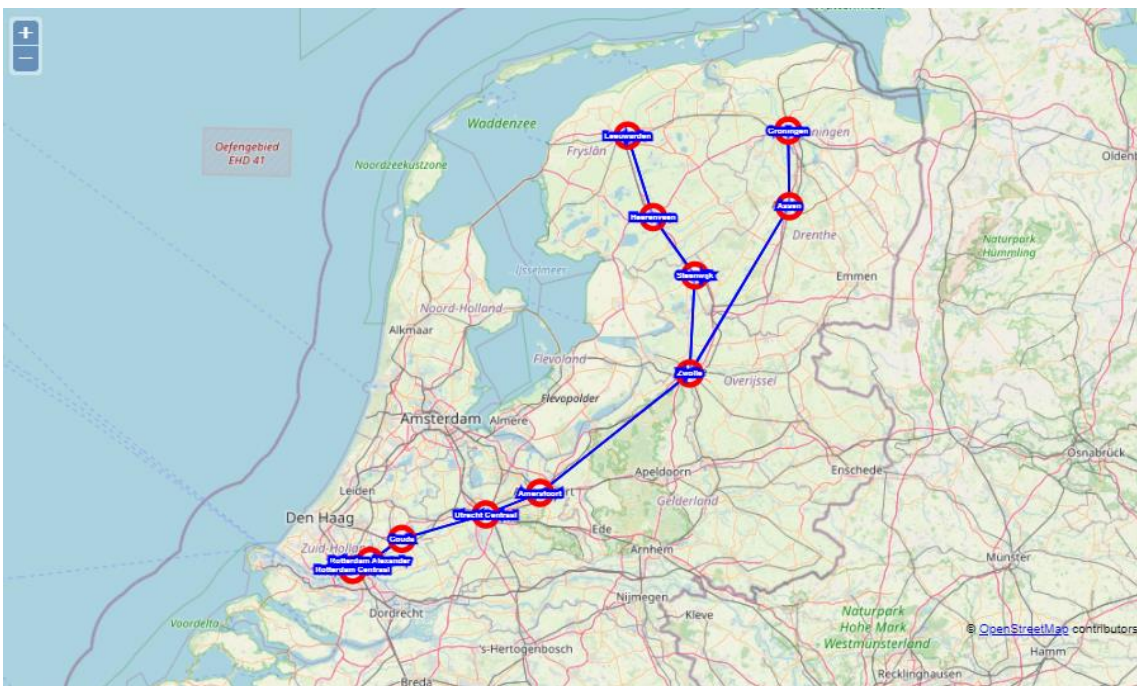 +
−
Oefengebied
EHD 41
Waddenzee
Noordzeekustzone
Leeuwarden
Fryslân
Groningen
Heerenveen
Assen
Drenthe
Steenwijk
Emmen
IJsselmeer
Noord-Holland
Alkmaar
Naturpark
Hümmling
Flevoland
Zwolle
Overijssel
Flevopolder
Amsterdam
Almere
Osnabrück
Apeldoorn
Enschede
Leiden
Amersfoort
Gelderland
Den Haag
Utrecht Centraal
Ede
Gouda
Zuid-Holland
Arnhem
Rotterdam Alexander
Rotterdam Centraal
Münster
Dordrecht
Nijmegen
Kleve
Voordelta
Naturpark
Hohe Mark
Westmünsterland
© OpenStreetMap contributors
's-Hertogenbosch
Hamm
Recklinghausen
Breda